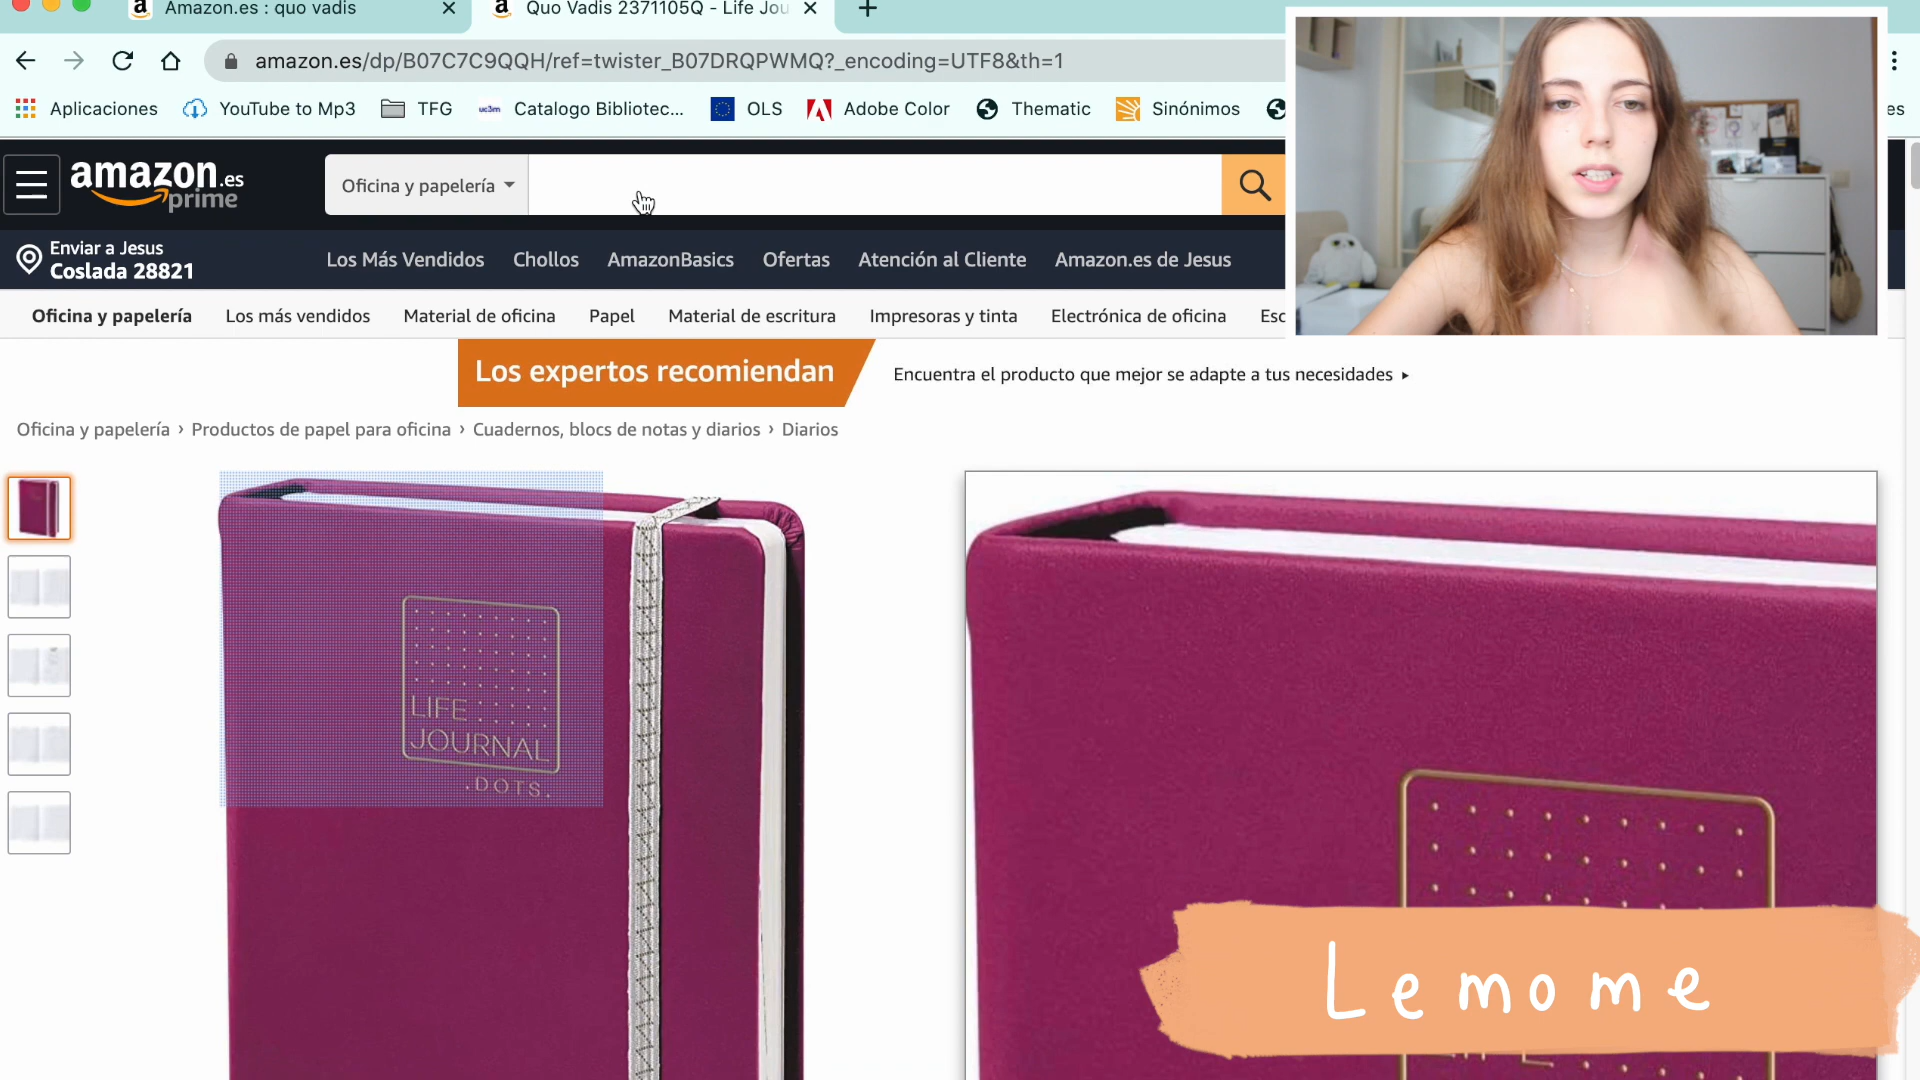 Amazon.es : quo vadis
Quo Vadis 2371105Q - Life Jou
amazon.es/dp/B07C7C9QQH/ref=twister_B07DRQPWMQ?_encoding=UTF8&th=1
Aplicaciones
YouTube to Mp3
TFG
uc3m
Catalogo Bibliotec...
OLS
Adobe Color
Thematic
Sinónimos
es
amazon.es
prime
Oficina y papelería
Enviar a Jesus
Coslada 28821
Los Más Vendidos
Chollos
AmazonBasics
Ofertas
Atención al Cliente
Amazon.es de Jesus
Oficina y papelería
Los más vendidos
Material de oficina
Papel
Material de escritura
Impresoras y tinta
Electrónica de oficina
Esc
Los expertos recomiendan
Encuentra el producto que mejor se adapte a tus necesidades ▸
Oficina y papelería › Productos de papel para oficina › Cuadernos, blocs de notas y diarios › Diarios
LIFE
JOURNAL
.DOTS.
Lemome